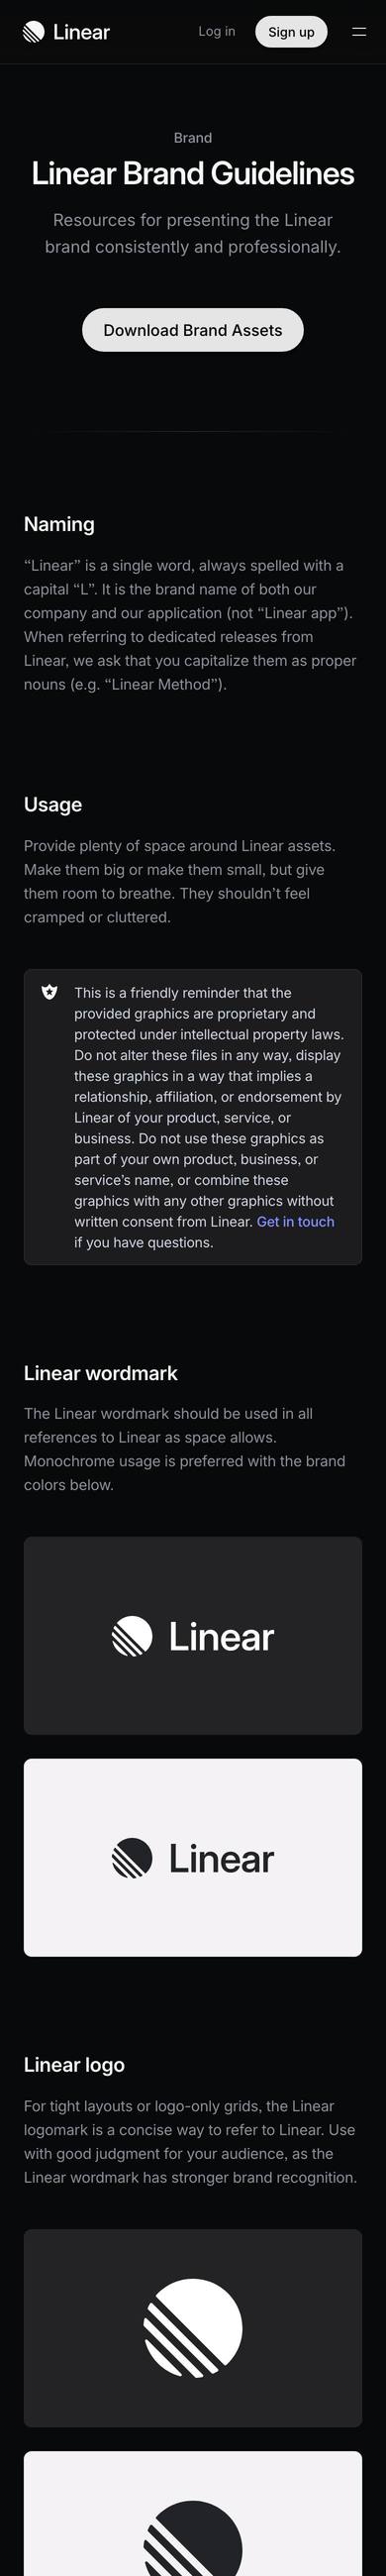 Linear
Log in
Sign up
Brand
Linear Brand Guidelines
Resources for presenting the Linear
brand consistently and professionally.
Download Brand Assets
Naming
“Linear” is a single word, always spelled with a
capital “L”. It is the brand name of both our
company and our application (not “Linear app”).
When referring to dedicated releases from
Linear, we ask that you capitalize them as proper
nouns (e.g. “Linear Method”).
Usage
Provide plenty of space around Linear assets.
Make them big or make them small, but give
them room to breathe. They shouldn’t feel
cramped or cluttered.
This is a friendly reminder that the
provided graphics are proprietary and
protected under intellectual property laws.
Do not alter these files in any way, display
these graphics in a way that implies a
relationship, affiliation, or endorsement by
Linear of your product, service, or
business. Do not use these graphics as
part of your own product, business, or
service’s name, or combine these
graphics with any other graphics without
written consent from Linear. Get in touch
if you have questions.
Linear wordmark
The Linear wordmark should be used in all
references to Linear as space allows.
Monochrome usage is preferred with the brand
colors below.
Linear
Linear
Linear logo
For tight layouts or logo-only grids, the Linear
logomark is a concise way to refer to Linear. Use
with good judgment for your audience, as the
Linear wordmark has stronger brand recognition.